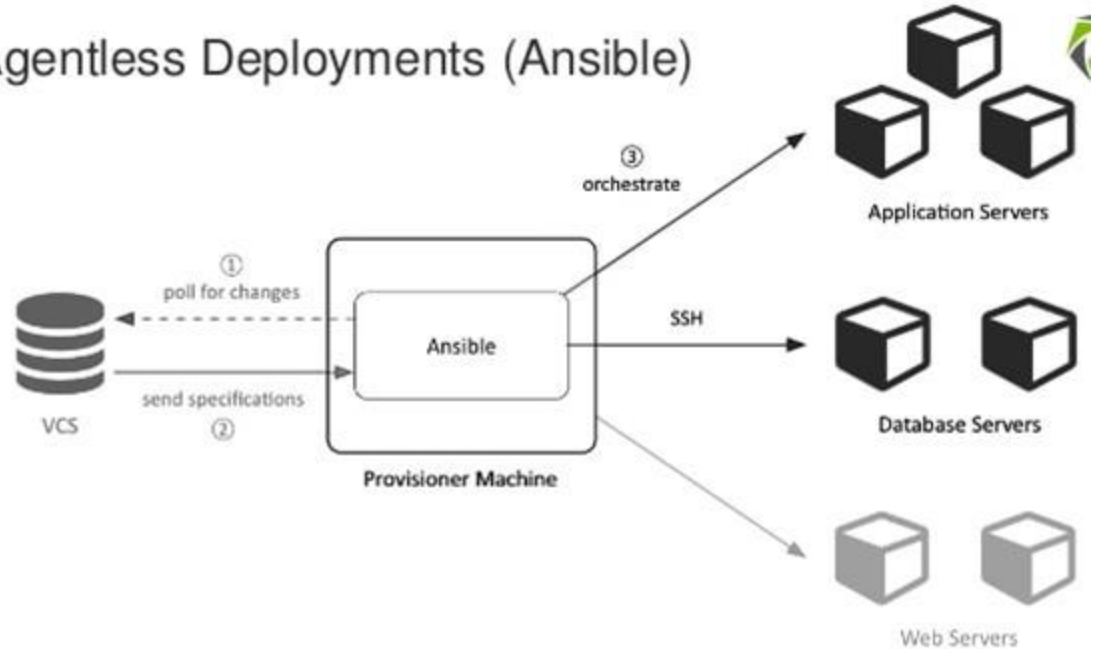 gentless Deployments (Ansible)
③
orchestrate
Application Servers
①
poll for changes
SSH
Ansible
send specifications
②
VCS
Database Servers
Provisioner Machine
Web Servers